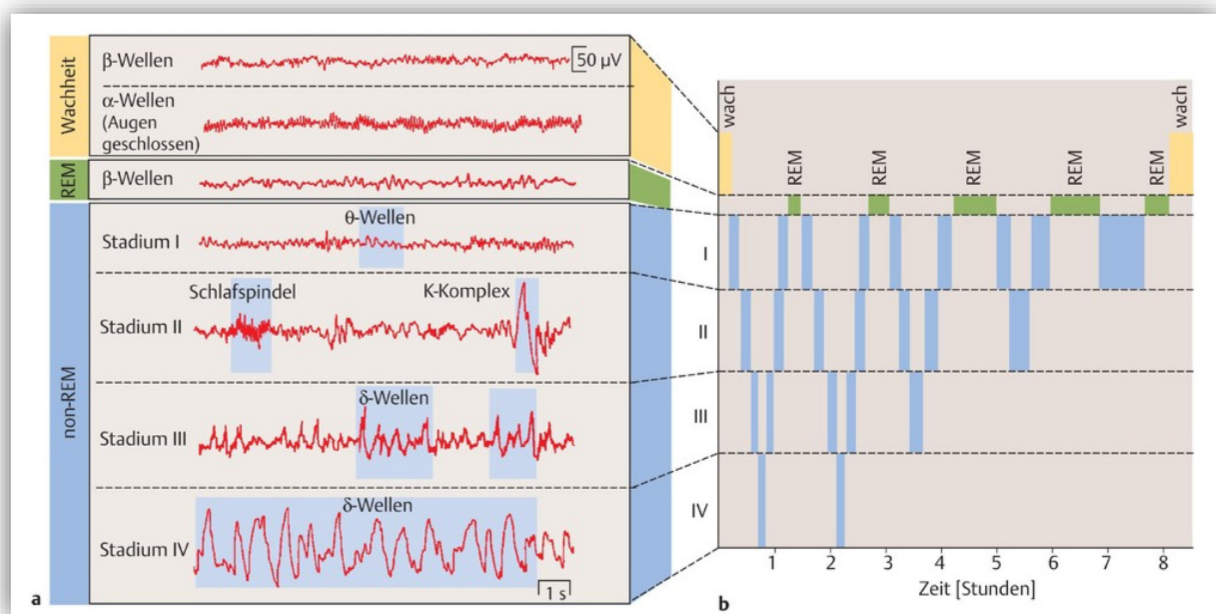 Wachheit
β-Wellen
50 µV
α-Wellen
(Augen
geschlossen)
REM
β-Wellen
non-REM
θ-Wellen
Stadium I
Schlafspindel
K-Komplex
Stadium II
δ-Wellen
Stadium III
δ-Wellen
Stadium IV
1 s
a
wach
wach
REM
REM
REM
REM
REM
I
II
III
IV
1 2 3 4 5 6 7 8
Zeit [Stunden]
b